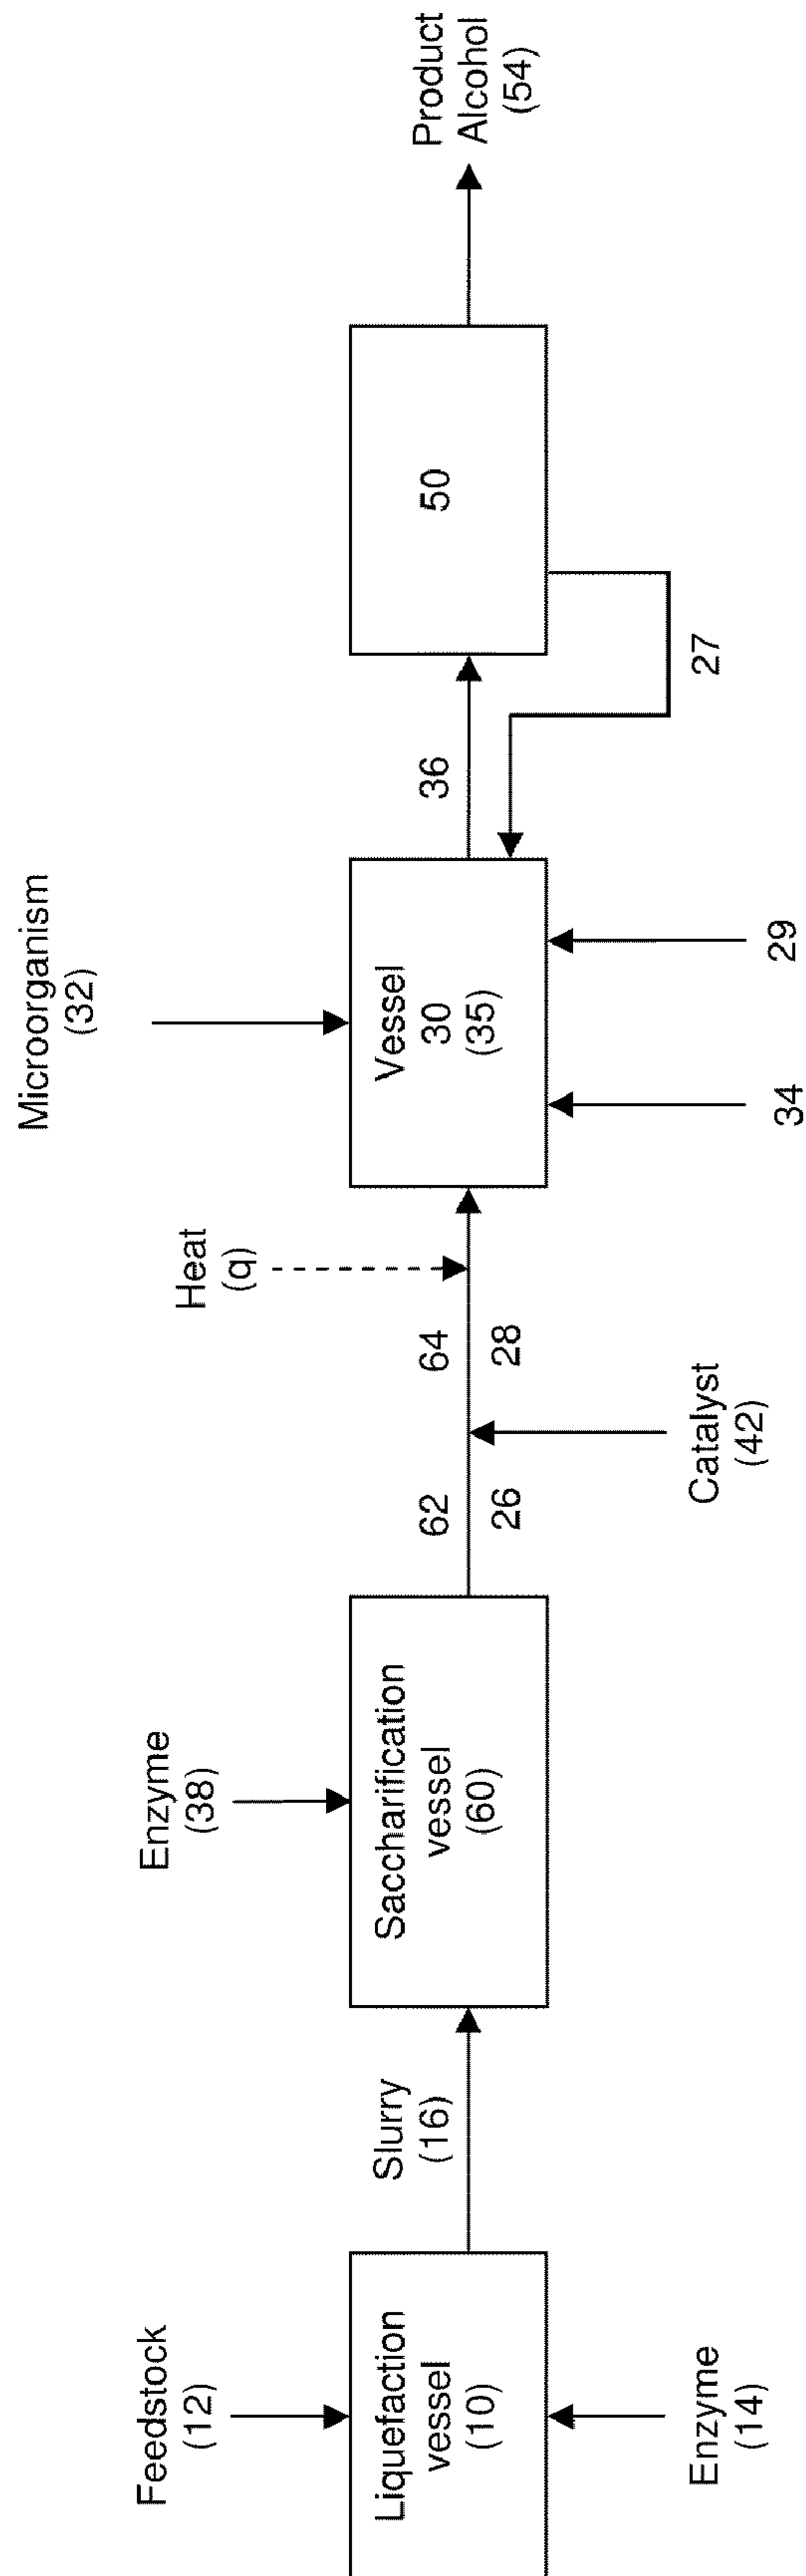 Feedstock
(12)
Liquefaction
vessel
(10)
Enzyme
(14)
Slurry
(16)
Enzyme
(38)
Saccharification
vessel
(60)
62
26
Catalyst
(42)
64
28
Heat
(q)
Microorganism
(32)
Vessel
30
(35)
34
29
36
27
50
Product
Alcohol
(54)